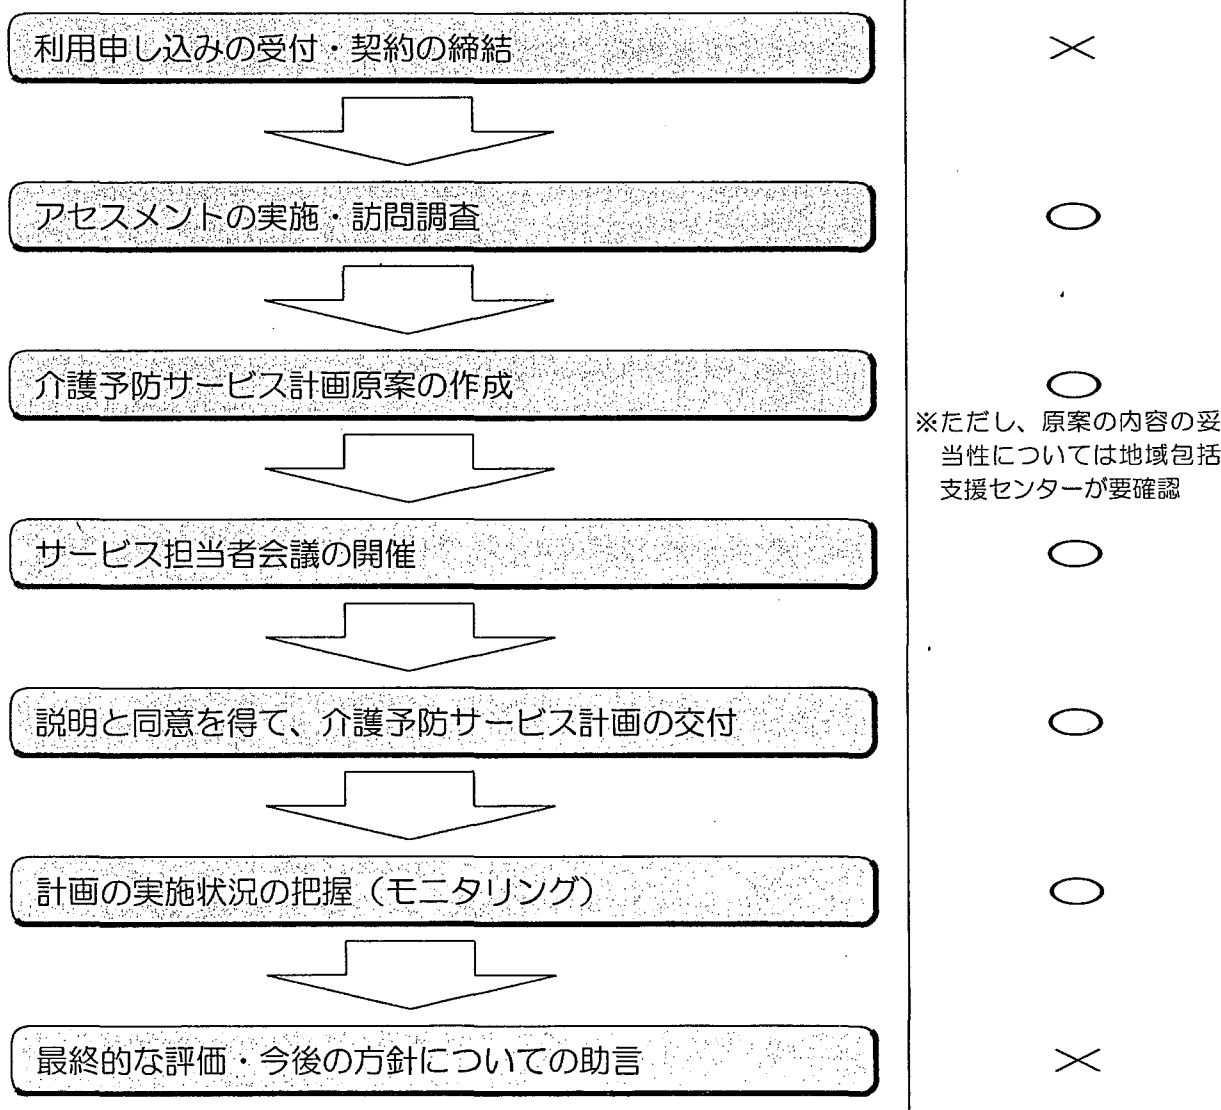 利用申し込みの受付・契約の締結
×
アセスメントの実施・訪問調査
○
介護予防サービス計画原案の作成
○
※ただし、原案の内容の妥
当性については地域包括
支援センターが要確認
サービス担当者会議の開催
○
説明と同意を得て、介護予防サービス計画の交付
○
計画の実施状況の把握（モニタリング）
○
最終的な評価・今後の方針についての助言
×